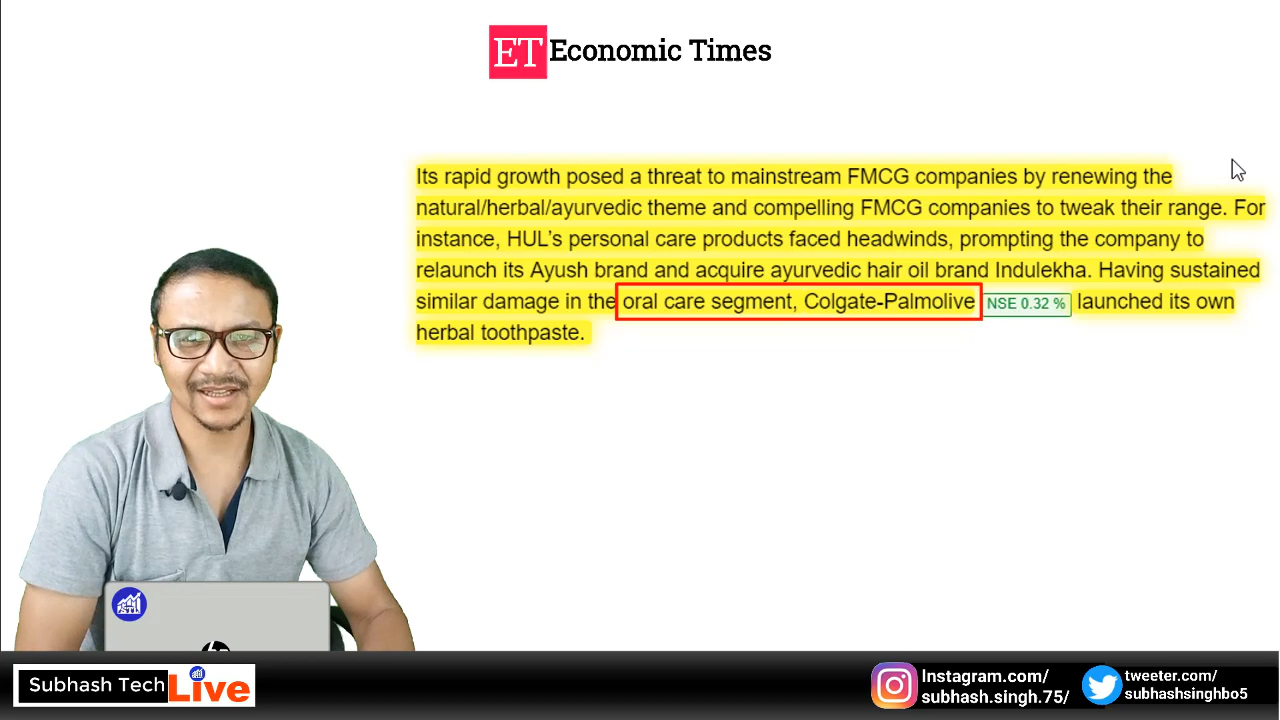 ET Economic Times
Its rapid growth posed a threat to mainstream FMCG companies by renewing the
natural/herbal/ayurvedic theme and compelling FMCG companies to tweak their range. For
instance, HUL's personal care products faced headwinds, prompting the company to
relaunch its Ayush brand and acquire ayurvedic hair oil brand Indulekha. Having sustained
similar damage in the oral care segment, Colgate-Palmolive NSE 0.32 % launched its own
herbal toothpaste.
Subhash Tech Live
Instagram.com/
subhash.singh.75/
tweeter.com/
subhashsinghbo5